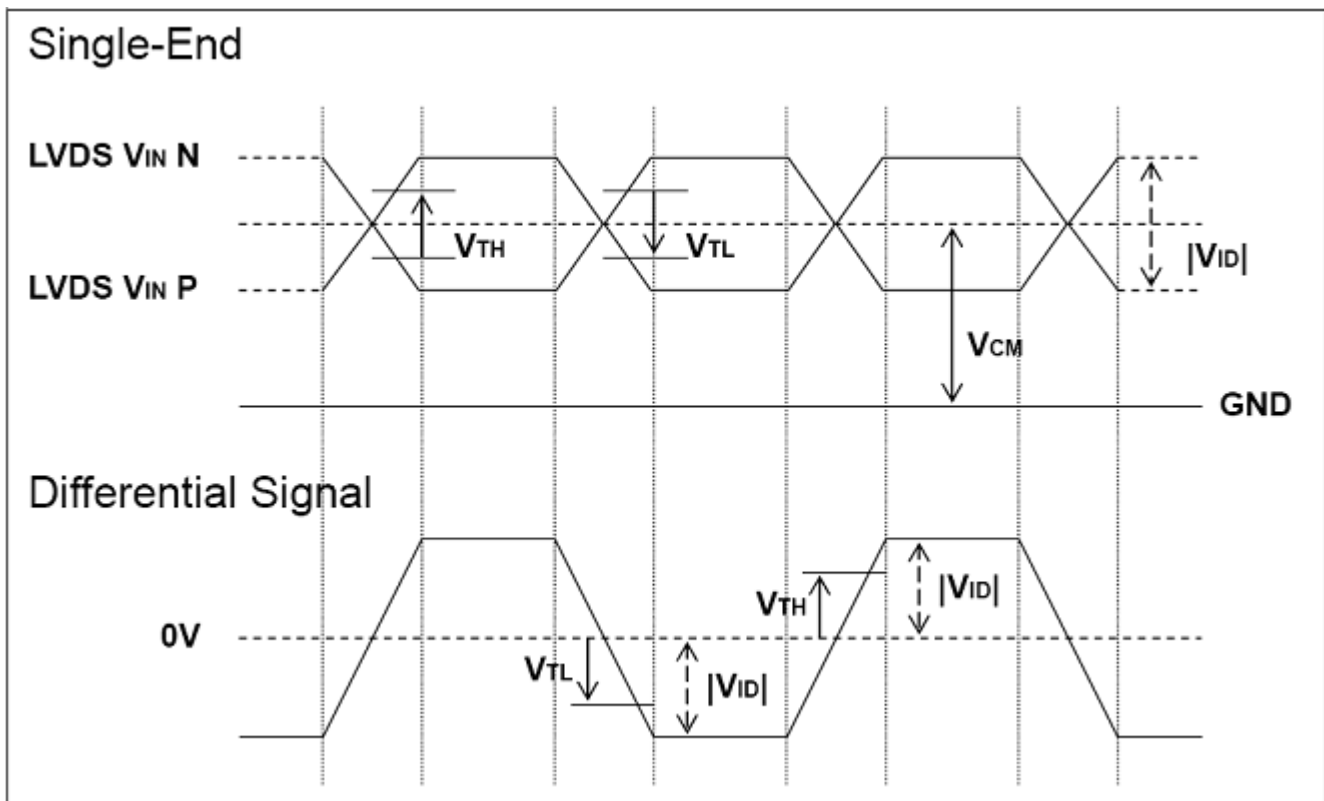 Single-End
LVDS VIN N
VTH
VTL
|VID|
LVDS VIN P
VCM
GND
Differential Signal
VTH
|VID|
0V
VTL
|VID|